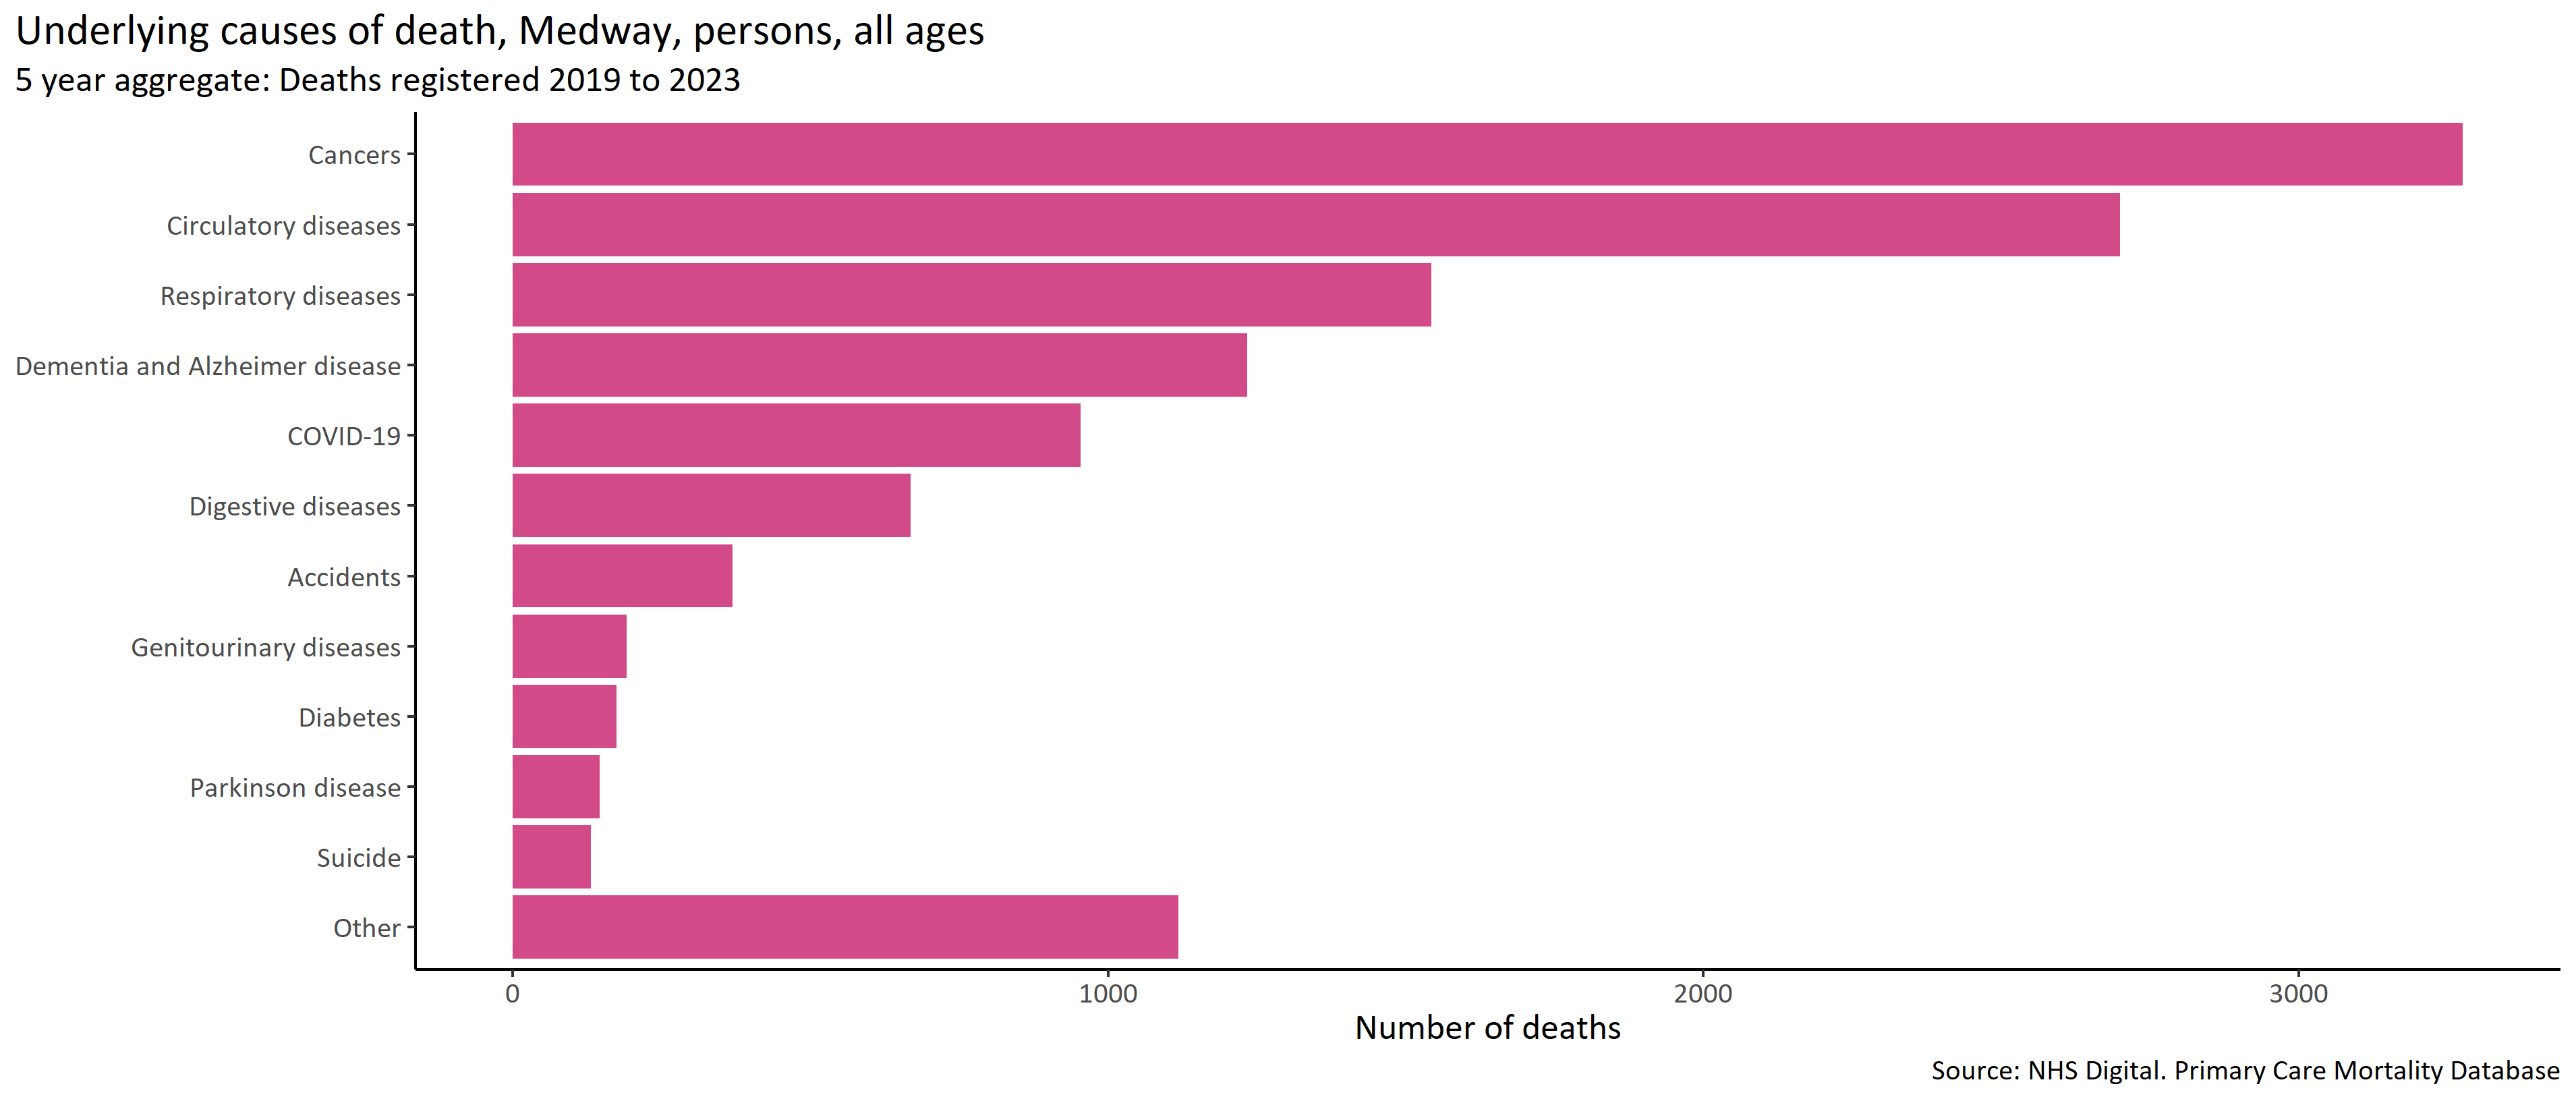 Underlying causes of death, Medway, persons, all ages
5 year aggregate: Deaths registered 2019 to 2023
Cancers
Circulatory diseases
Respiratory diseases
Dementia and Alzheimer disease
COVID-19
Digestive diseases
Accidents
Genitourinary diseases
Diabetes
Parkinson disease
Suicide
Other
0 1000 2000 3000
Number of deaths
Source: NHS Digital. Primary Care Mortality Database